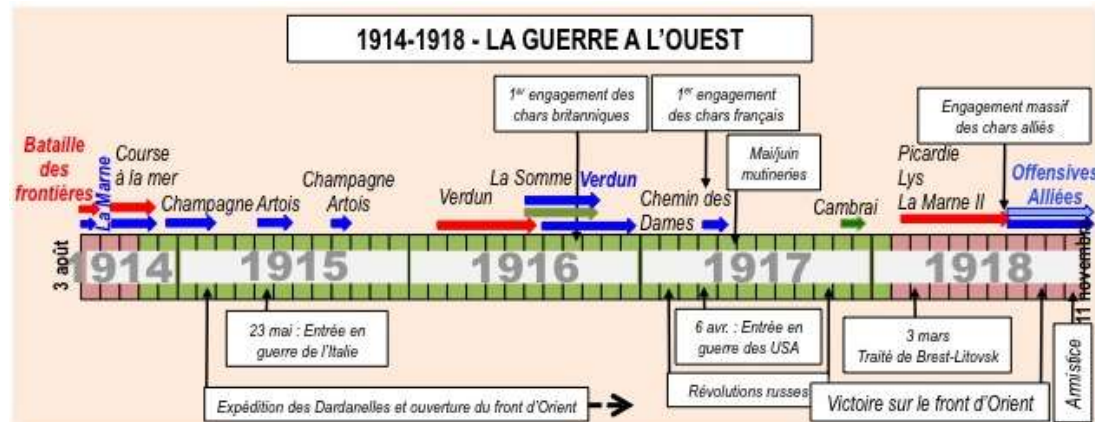 1914-1918 - LA GUERRE A L'OUEST
1er engagement des
chars britanniques
1er engagement
des chars français
Engagement massif
des chars alliés
Mai/juin
mutineries
Bataille
des
frontières
La Marne
Course
à la mer
Champagne
Artois
Champagne
Artois
Verdun
La Somme
Verdun
Chemin des
Dames
Cambrai
Picardie
Lys
La Marne II
Offensives
Alliées
3 août
1914
1915
1916
1917
1918
11 novembre
23 mai : Entrée en
guerre de l'Italie
6 avr. : Entrée en
guerre des USA
3 mars
Traité de Brest-Litovsk
Armistice
Expédition des Dardanelles et ouverture du front d'Orient
Révolutions russes
Victoire sur le front d'Orient